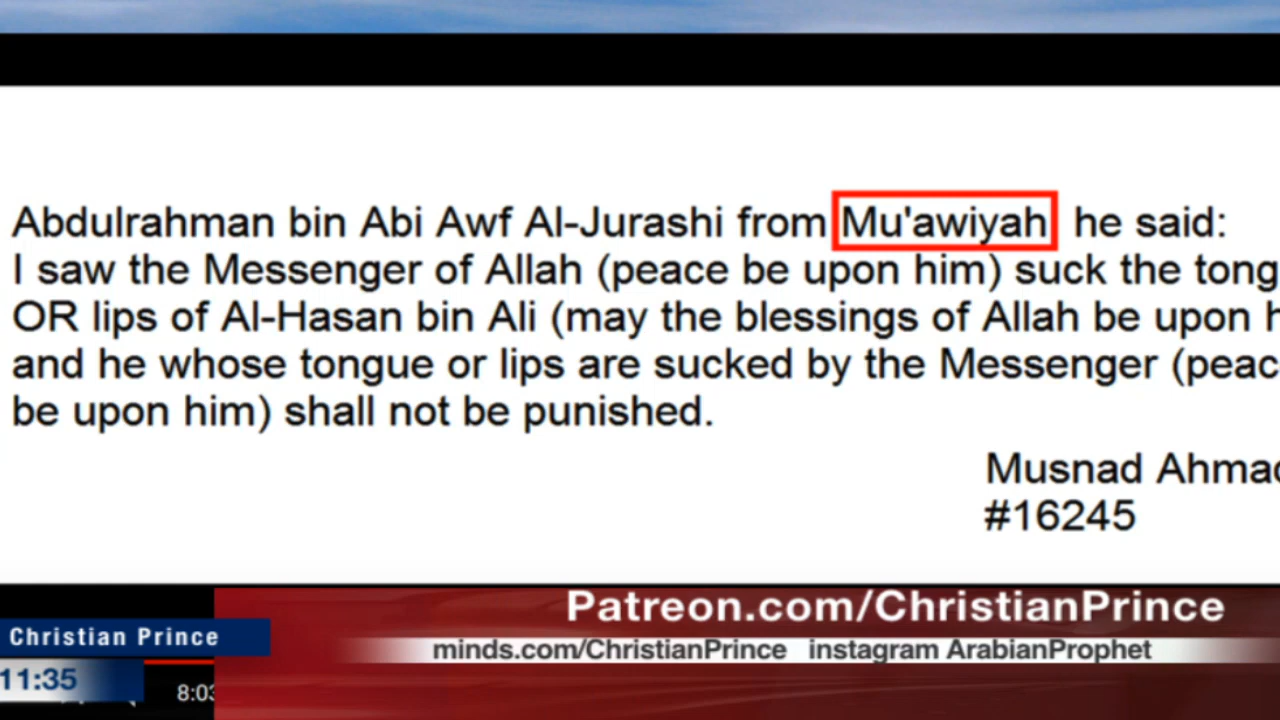 Abdulrahman bin Abi Awf Al-Jurashi from Mu'awiyah he said:
I saw the Messenger of Allah (peace be upon him) suck the
OR lips of Al-Hasan bin Ali (may the blessings of Allah be upon
and he whose tongue or lips are sucked by the Messenger
be upon him) shall not be punished.
Musnad
#16245
Patreon.com/ChristianPrince
Christian Prince
minds.com/ChristianPrince instagram ArabianProphet
11:35